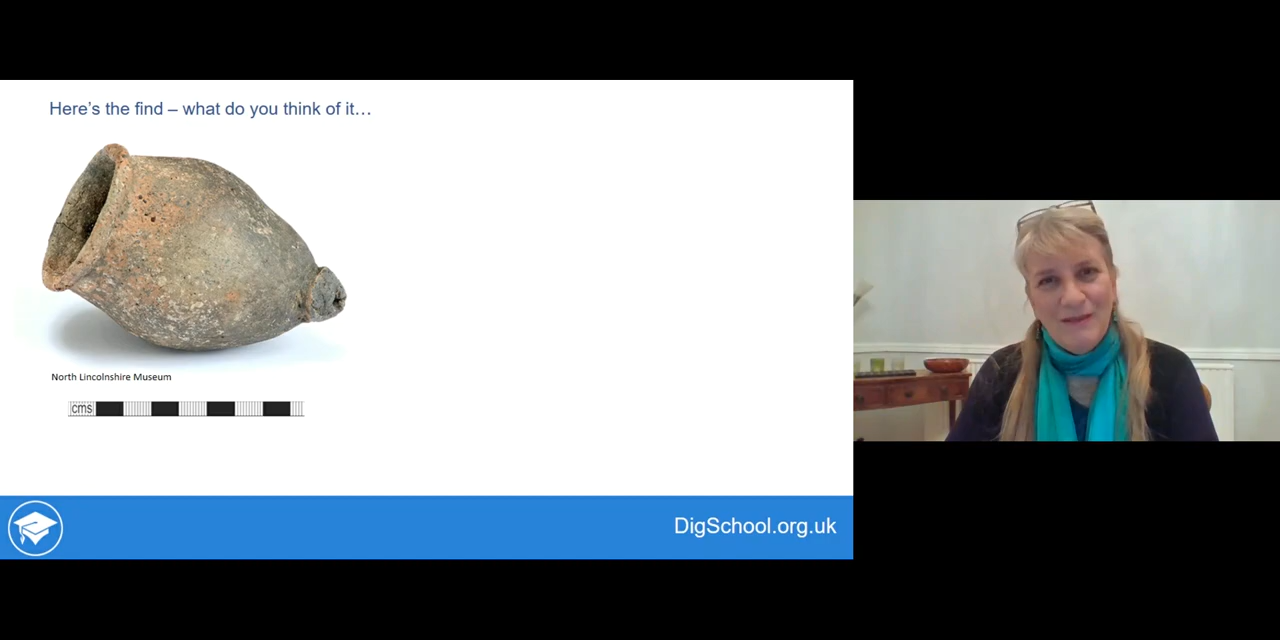 Here's the find – what do you think of it…
North Lincolnshire Museum
cms
DigSchool.org.uk